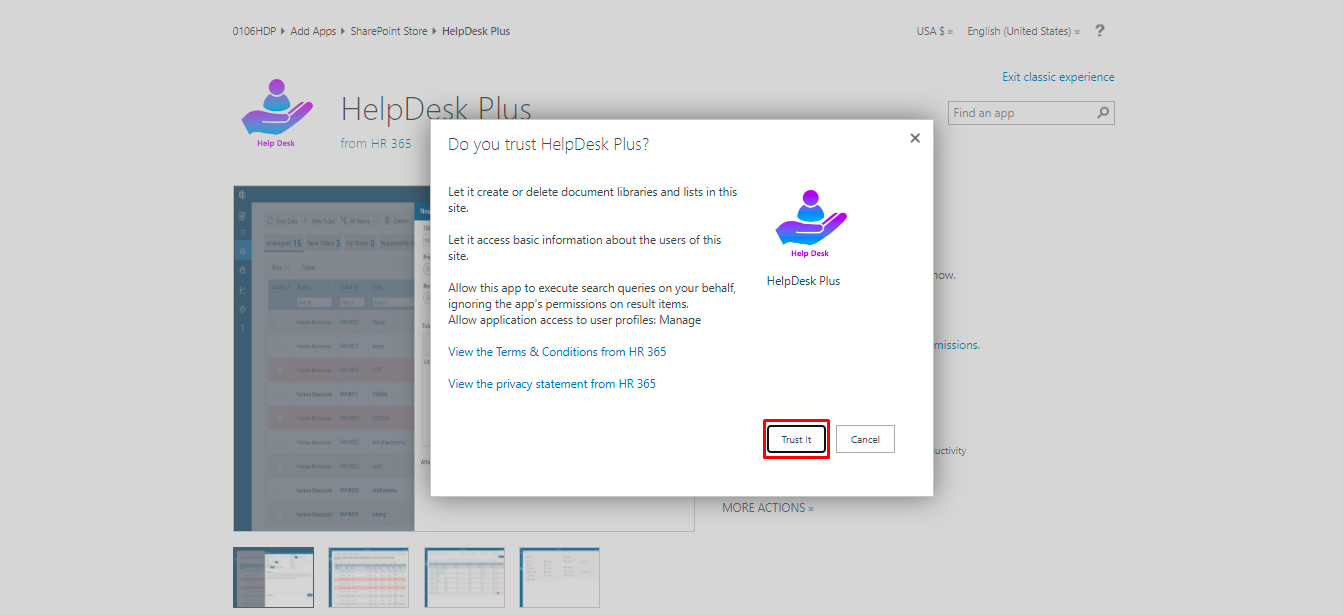 0106HDP ▸ Add Apps ▸ SharePoint Store ▸ HelpDesk Plus
USA $ English (United States) ?
Exit classic experience
Help Desk
HelpDesk Plus
from HR 365
Find an app
Do you trust HelpDesk Plus?
Let it create or delete document libraries and lists in this
site.
Let it access basic information about the users of this
site.
Allow this app to execute search queries on your behalf,
ignoring the app's permissions on result items.
Allow application access to user profiles: Manage
View the Terms & Conditions from HR 365
View the privacy statement from HR 365
Help Desk
HelpDesk Plus
Trust It
Cancel
now.
missions.
uctivity
MORE ACTIONS